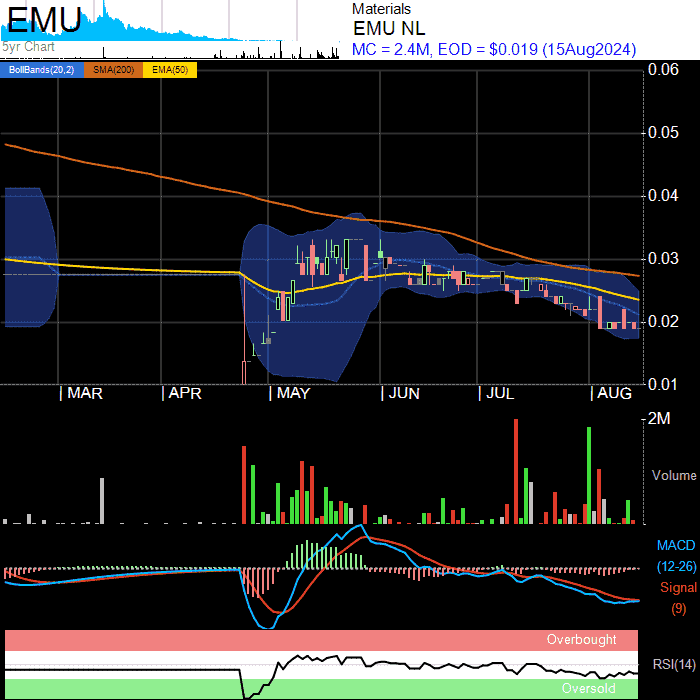 EMU
5yr Chart
Materials
EMU NL
MC = 2.4M, EOD = $0.019 (15Aug2024)
BollBands(20,2) SMA(200) EMA(50)
0.06
0.05
0.04
0.03
0.02
0.01
MAR APR MAY JUN JUL AUG
2M
Volume
MACD
(12-26)
Signal
(9)
Overbought
RSI(14)
Oversold